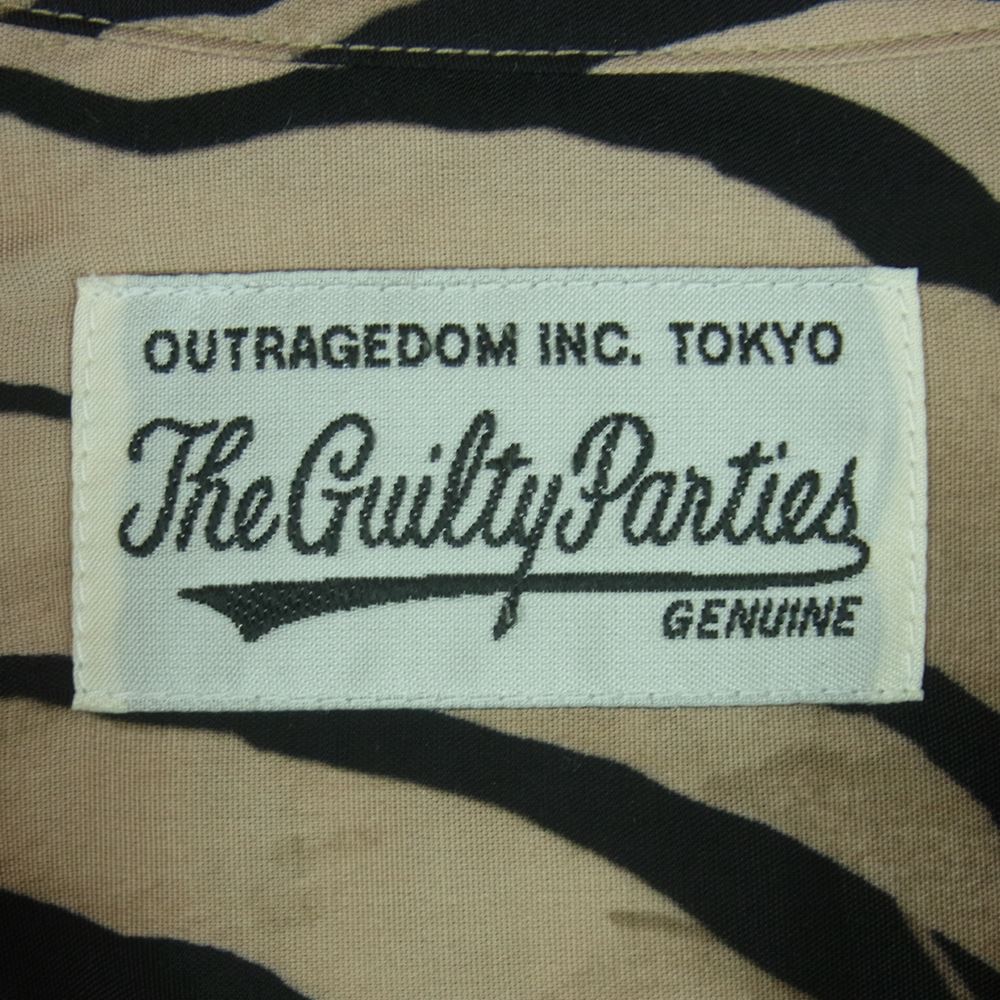 OUTRAGEDOM INC. TOKYO
The Guilty Parties
GENUINE